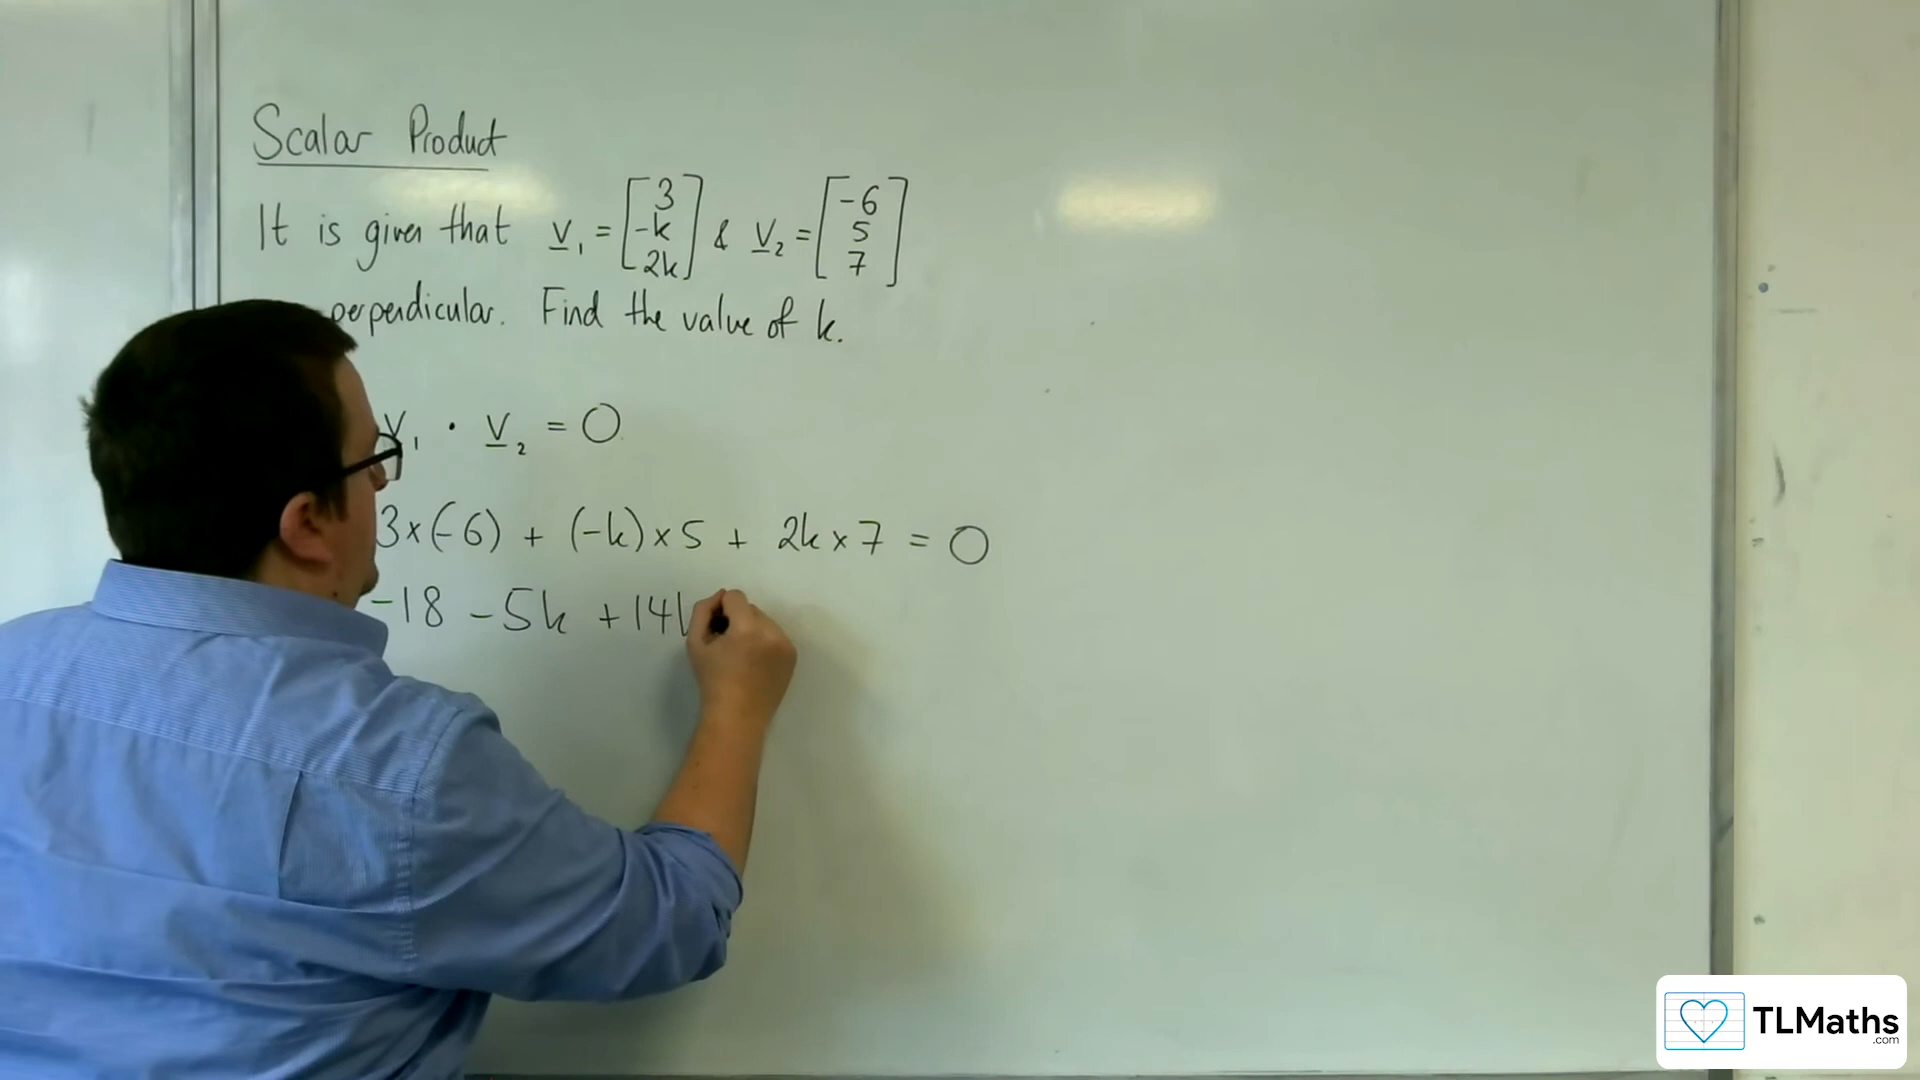 Scalar Product
It is given that v₁ = [3 -k 2k] & v₂ = [-6 5 7]
perpendicular. Find the value of k.
v₁ · v₂ = 0
3×(-6) + (-k)×5 + 2k×7 = 0
-18 -5k +14k
TLMaths
.com